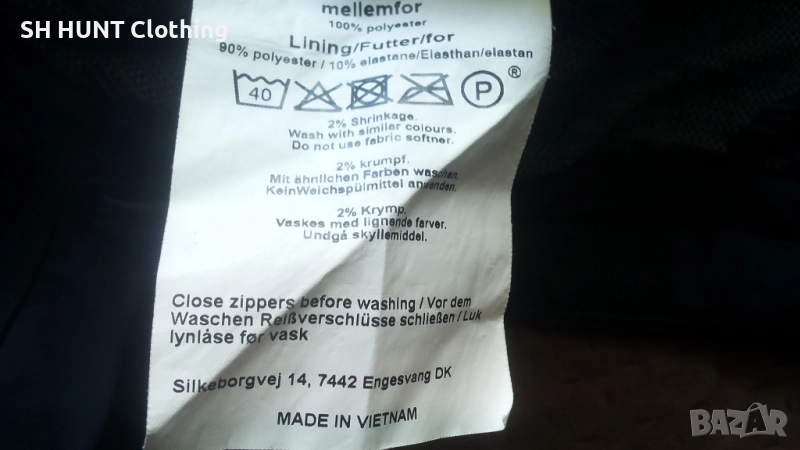 SH HUNT Clothing
mellemfor
100% polyester
Lining/Futter/for
90% polyester / 10% elastane/Elasthan/elastan
40
P
®
2% Shrinkage.
Wash with similar colours.
Do not use fabric softner.
2% krumpf.
Mit ähnlichen Farben waschen.
KeinWeichspülmittel anwenden.
2% Krymp.
Vaskes med lignende farver.
Undgå skyllemiddel.
Close zippers before washing / Vor dem
Waschen Reißverschlüsse schließen / Luk
lynlåse før vask
Silkeborgvej 14, 7442 Engesvang DK
MADE IN VIETNAM
BAZAR